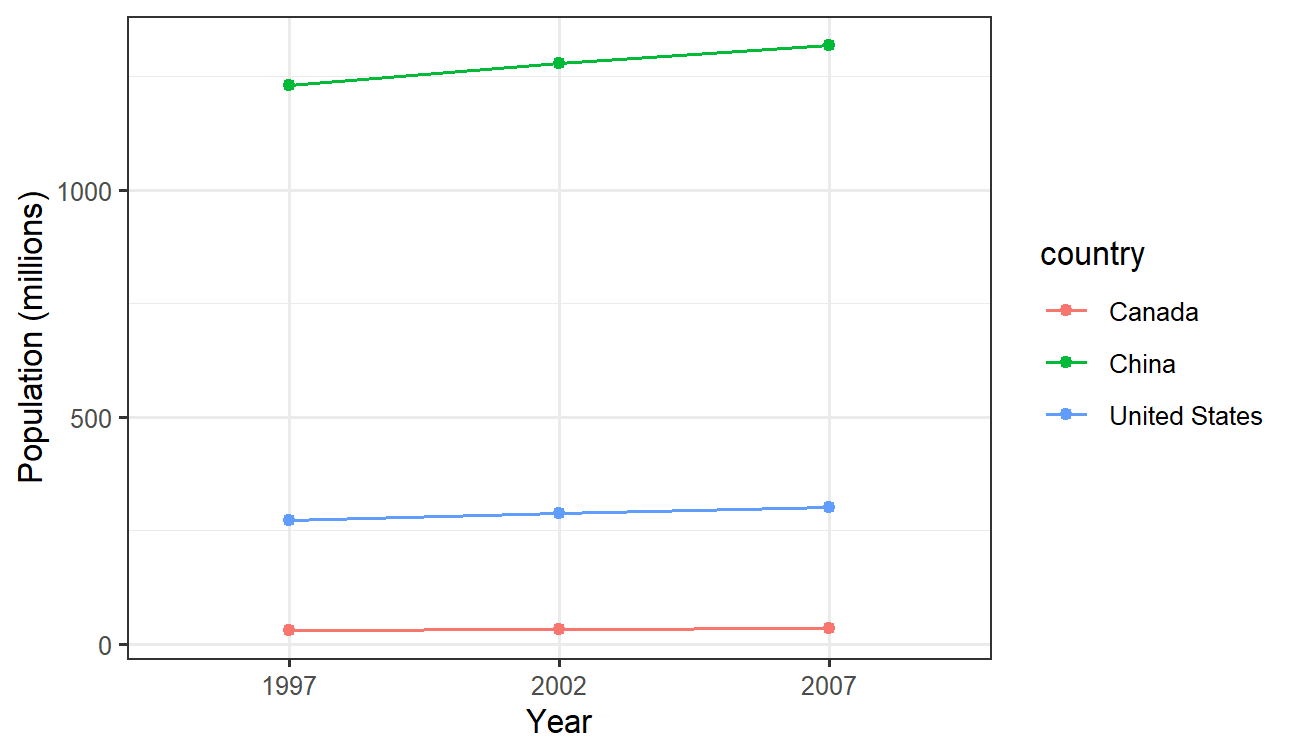 Population (millions)
1000
500
0
1997 2002 2007
Year
country
Canada
China
United States